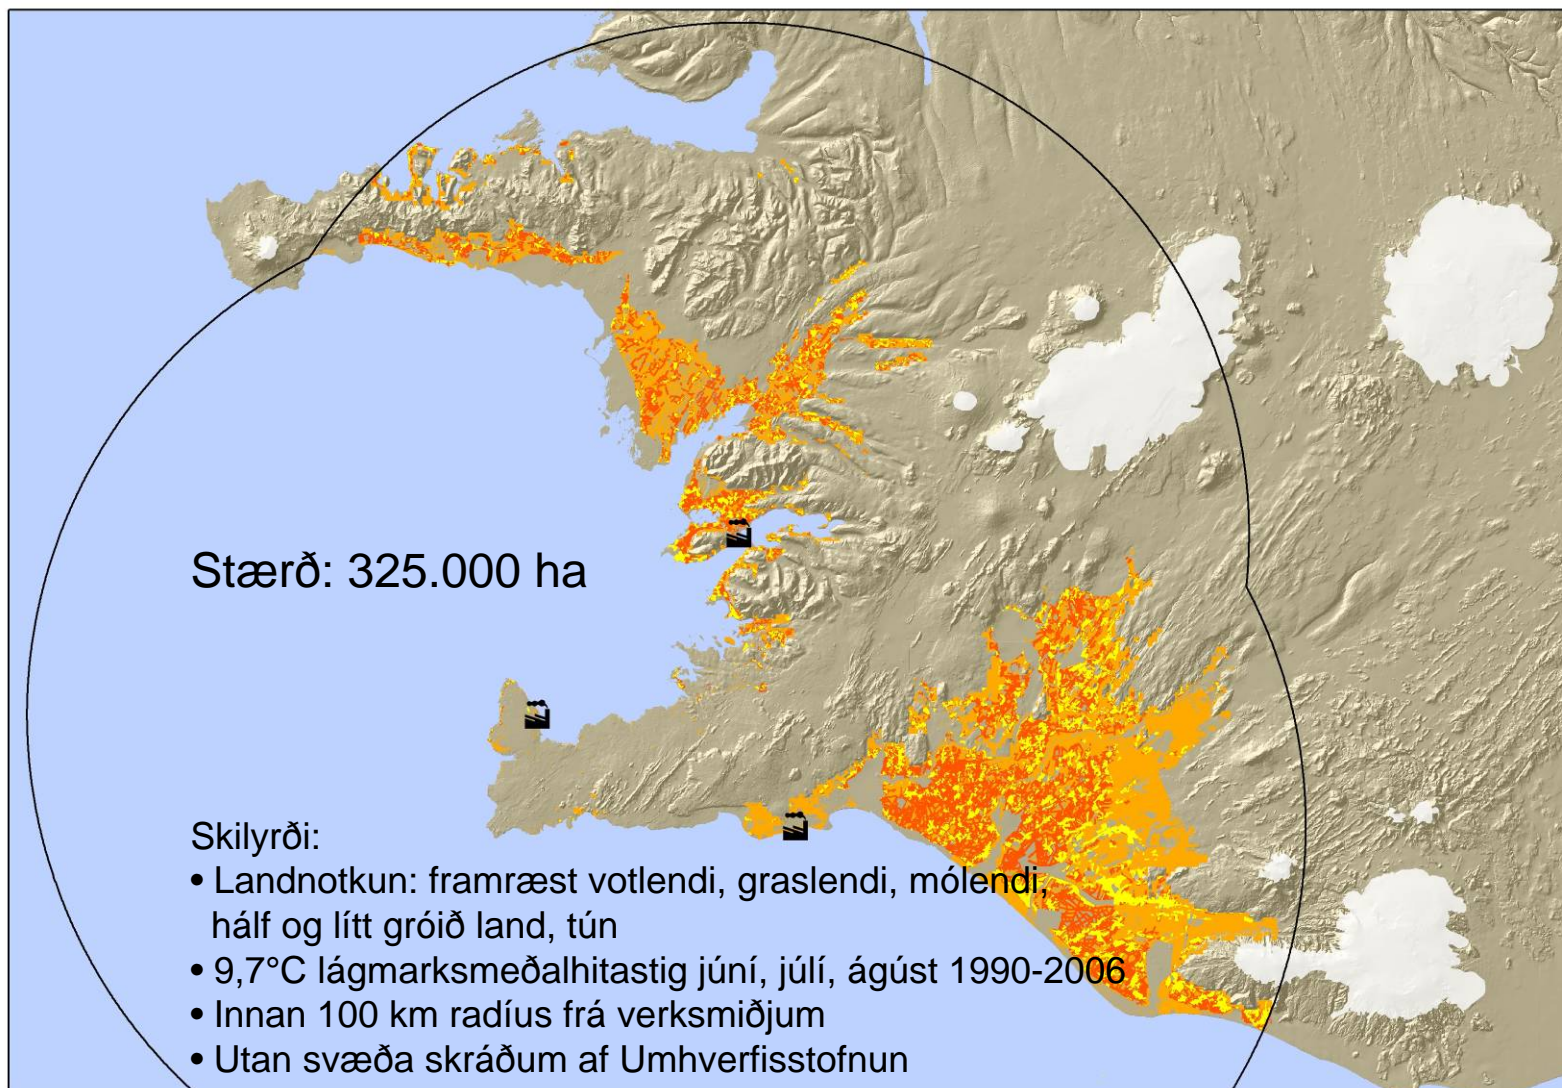 Stærð: 325.000 ha
Skilyrði:
• Landnotkun: framræst votlendi, graslendi, mólendi,
hálf og lítt gróið land, tún
• 9,7°C lágmarksmeðalhitastig júní, júlí, ágúst 1990-2006
• Innan 100 km radíus frá verksmiðjum
• Utan svæða skráðum af Umhverfisstofnun